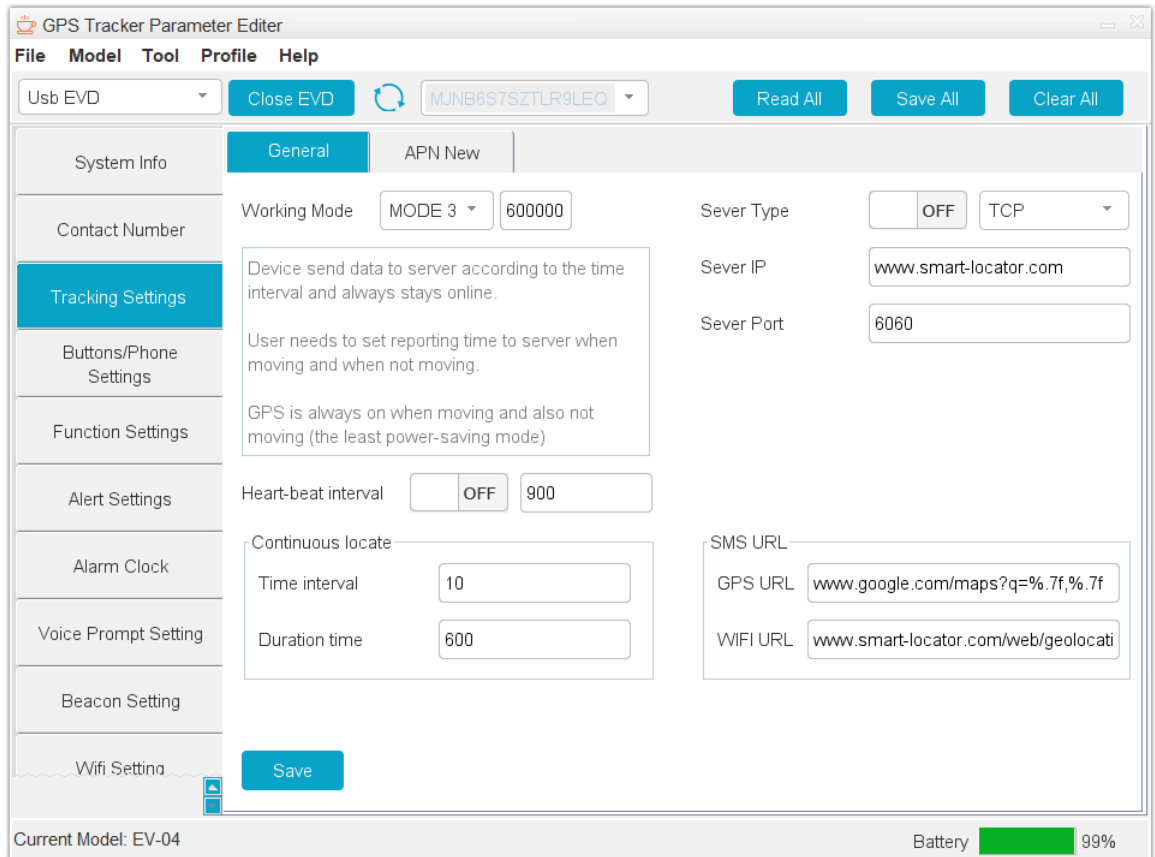 GPS Tracker Parameter Editer
File Model Tool Profile Help
Usb EVD Close EVD MJNB6S7SZTLR9LEQ Read All Save All Clear All
System Info
Contact Number
Tracking Settings
Buttons/Phone
Settings
Function Settings
Alert Settings
Alarm Clock
Voice Prompt Setting
Beacon Setting
Wifi Setting
General APN New
Working Mode MODE 3 600000
Device send data to server according to the time
interval and always stays online.
User needs to set reporting time to server when
moving and when not moving.
GPS is always on when moving and also not
moving (the least power-saving mode)
Heart-beat interval OFF 900
Continuous locate
Time interval 10
Duration time 600
Save
Sever Type OFF TCP
Sever IP www.smart-locator.com
Sever Port 6060
SMS URL
GPS URL www.google.com/maps?q=%.7f,%.7f
WIFI URL www.smart-locator.com/web/geolocati
Current Model: EV-04 Battery 99%